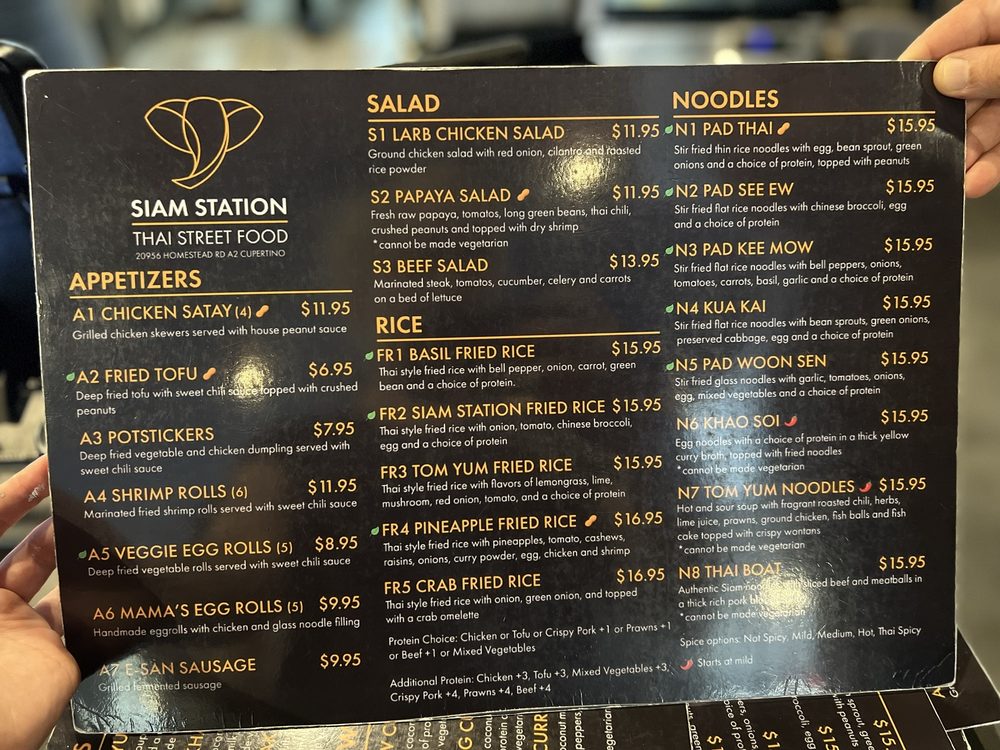 SIAM STATION
THAI STREET FOOD
20956 HOMESTEAD RD A2 CUPERTINO
APPETIZERS
A1 CHICKEN SATAY (4) $11.95
Grilled chicken skewers served with house peanut sauce
A2 FRIED TOFU $6.95
Deep fried tofu with sweet chili sauce topped with crushed
peanuts
A3 POTSTICKERS $7.95
Deep fried vegetable and chicken dumpling served with
sweet chili sauce
A4 SHRIMP ROLLS (6) $11.95
Marinated fried shrimp rolls served with sweet chili sauce
A5 VEGGIE EGG ROLLS (5) $8.95
Deep fried vegetable rolls served with sweet chili sauce
A6 MAMA'S EGG ROLLS (5) $9.95
Handmade eggrolls with chicken and glass noodle filling
A7 E-SAN SAUSAGE $9.95
Grilled fermented sausage
SALAD
S1 LARB CHICKEN SALAD $11.95
Ground chicken salad with red onion, cilantro and roasted
rice powder
S2 PAPAYA SALAD $11.95
Fresh raw papaya, tomatos, long green beans, thai chili,
crushed peanuts and topped with dry shrimp
*cannot be made vegetarian
S3 BEEF SALAD $13.95
Marinated steak, tomatos, cucumber, celery and carrots
on a bed of lettuce
RICE
FR1 BASIL FRIED RICE $15.95
Thai style fried rice with bell pepper, onion, carrot, green
bean and a choice of protein.
FR2 SIAM STATION FRIED RICE $15.95
Thai style fried rice with onion, tomato, chinese broccoli,
egg and a choice of protein
FR3 TOM YUM FRIED RICE $15.95
Thai style fried rice with flavors of lemongrass, lime,
mushroom, red onion, tomato, and a choice of protein
FR4 PINEAPPLE FRIED RICE $16.95
Thai style fried rice with pineapples, tomato, cashews,
raisins, onions, curry powder, egg, chicken and shrimp
FR5 CRAB FRIED RICE $16.95
Thai style fried rice with onion, green onion, and topped
with a crab omelette
Protein Choice: Chicken or Tofu or Crispy Pork +1 or Prawns +1
or Beef +1 or Mixed Vegetables
Additional Protein: Chicken +3, Tofu +3, Mixed Vegetables +3,
Crispy Pork +4, Prawns +4, Beef +4
NOODLES
N1 PAD THAI $15.95
Stir fried thin rice noodles with egg, bean sprout, green
onions and a choice of protein, topped with peanuts
N2 PAD SEE EW $15.95
Stir fried flat rice noodles with chinese broccoli, egg
and a choice of protein
N3 PAD KEE MOW $15.95
Stir fried flat rice noodles with bell peppers, onions,
tomatoes, carrots, basil, garlic and a choice of protein
N4 KUA KAI $15.95
Stir fried flat rice noodles with bean sprouts, green onions,
preserved cabbage, egg and a choice of protein
N5 PAD WOON SEN $15.95
Stir fried glass noodles with garlic, tomatoes, onions,
egg, mixed vegetables and a choice of protein
N6 KHAO SOI $15.95
Egg noodles with a choice of protein in a thick yellow
curry broth, topped with fried noodles
*cannot be made vegetarian
N7 TOM YUM NOODLES $15.95
Hot and sour soup with fragrant roasted chili, herbs,
lime juice, prawns, ground chicken, fish balls and fish
cake topped with crispy wontans
*cannot be made vegetarian
N8 THAI BOAT $15.95
Authentic Siam noodles with sliced beef and meatballs in
a thick rich pork
*cannot be made vegetarian
Spice options: Not Spicy, Mild, Medium, Hot, Thai Spicy
Starts at mild